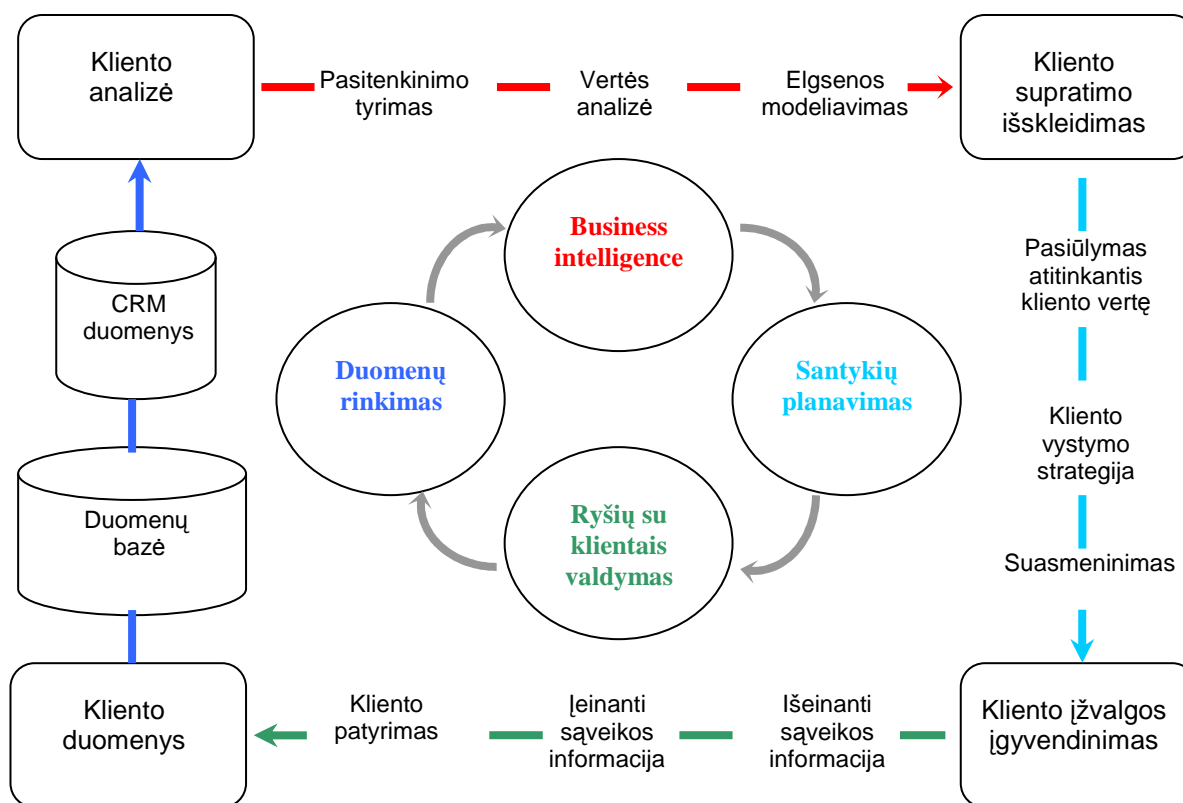 Kliento
analizė
Pasitenkinimo
tyrimas
Vertės
analizė
Elgsenos
modeliavimas
Kliento
supratimo
išskleidimas
Business
intelligence
Pasiūlymas
atitinkantis
kliento vertę
CRM
duomenys
Duomenų
rinkimas
Santykių
planavimas
Kliento
vystymo
strategija
Duomenų
bazė
Ryšių su
klientais
valdymas
Suasmeninimas
Kliento
duomenys
Kliento
patyrimas
Įeinanti
sąveikos
informacija
Išeinanti
sąveikos
informacija
Kliento įžvalgos
įgyvendinimas